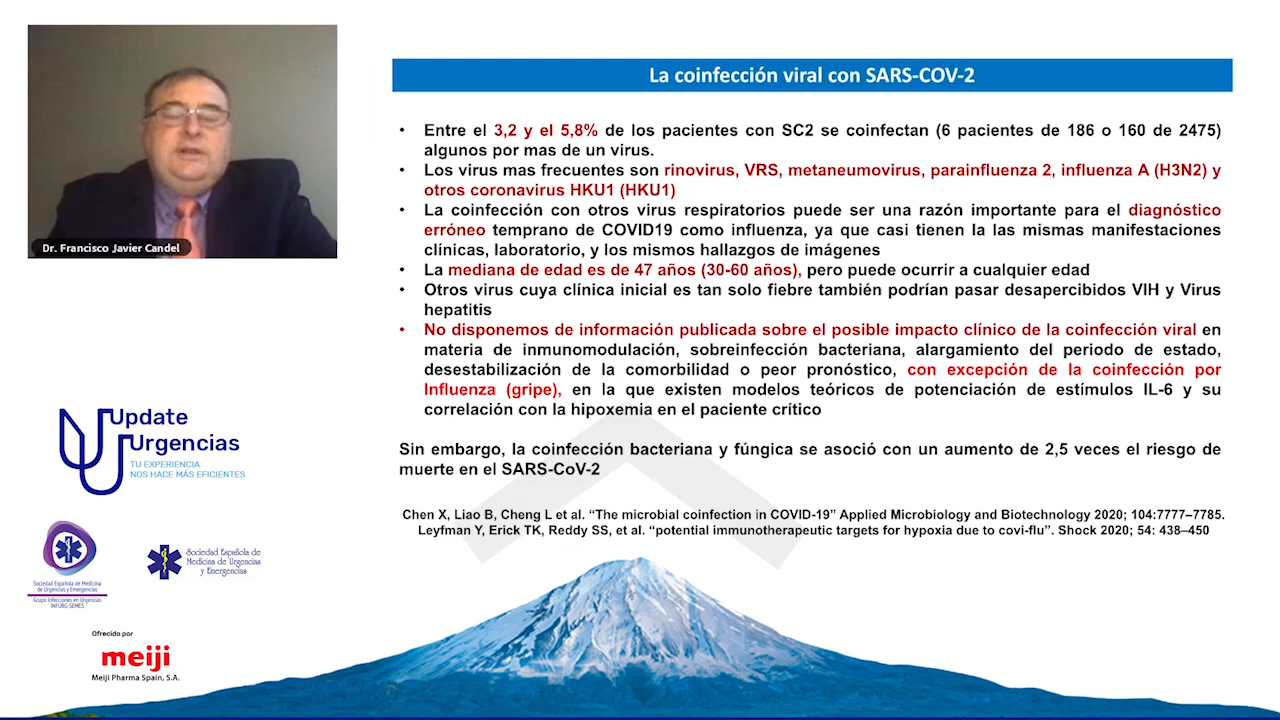 La coinfección viral con SARS-COV-2
• Entre el 3,2 y el 5,8% de los pacientes con SC2 se coinfectan (6 pacientes de 186 o 160 de 2475)
algunos por mas de un virus.
• Los virus mas frecuentes son rinovirus, VRS, metaneumovirus, parainfluenza 2, influenza A (H3N2) y
otros coronavirus HKU1 (HKU1)
• La coinfección con otros virus respiratorios puede ser una razón importante para el diagnóstico
erróneo temprano de COVID19 como influenza, ya que casi tienen la las mismas manifestaciones
clínicas, laboratorio, y los mismos hallazgos de imágenes
• La mediana de edad es de 47 años (30-60 años), pero puede ocurrir a cualquier edad
• Otros virus cuya clínica inicial es tan solo fiebre también podrían pasar desapercibidos VIH y Virus
hepatitis
• No disponemos de información publicada sobre el posible impacto clínico de la coinfección viral en
materia de inmunomodulación, sobreinfección bacteriana, alargamiento del periodo de estado,
desestabilización de la comorbilidad o peor pronóstico, con excepción de la coinfección por
Influenza (gripe), en la que existen modelos teóricos de potenciación de estímulos IL-6 y su
correlación con la hipoxemia en el paciente crítico
Sin embargo, la coinfección bacteriana y fúngica se asoció con un aumento de 2,5 veces el riesgo de
muerte en el SARS-CoV-2
Chen X, Liao B, Cheng L et al. “The microbial coinfection in COVID-19” Applied Microbiology and Biotechnology 2020; 104:7777–7785.
Leyfman Y, Erick TK, Reddy SS, et al. “potential immunotherapeutic targets for hypoxia due to covi-flu”. Shock 2020; 54: 438–450
Dr. Francisco Javier Candel
Update
Urgencias
TU EXPERIENCIA
NOS HACE MÁS EFICIENTES
Sociedad Española de Medicina
de Urgencias y Emergencias
Grupo Infecciones en Urgencias
INFURG-SEMES
Sociedad Española de
Medicina de Urgencias
y Emergencias
Ofrecido por
meiji
Meiji Pharma Spain, S.A.